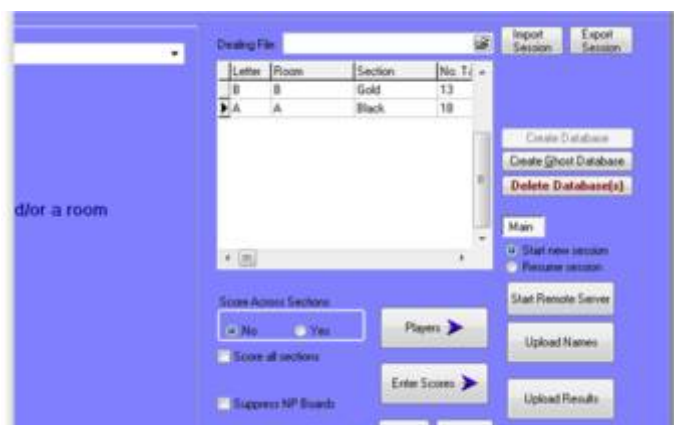 Dealing File:
Import Session
Export Session
Letter Room Section No. Ta
B B Gold 13
A A Black 18
Create Database
Create Ghost Database
Delete Database(s)
d/or a room
Main
Start new session
Resume session
Score Across Sections
No Yes
Score all sections
Suppress NP Boards
Players
Enter Scores
Start Remote Server
Upload Names
Upload Results